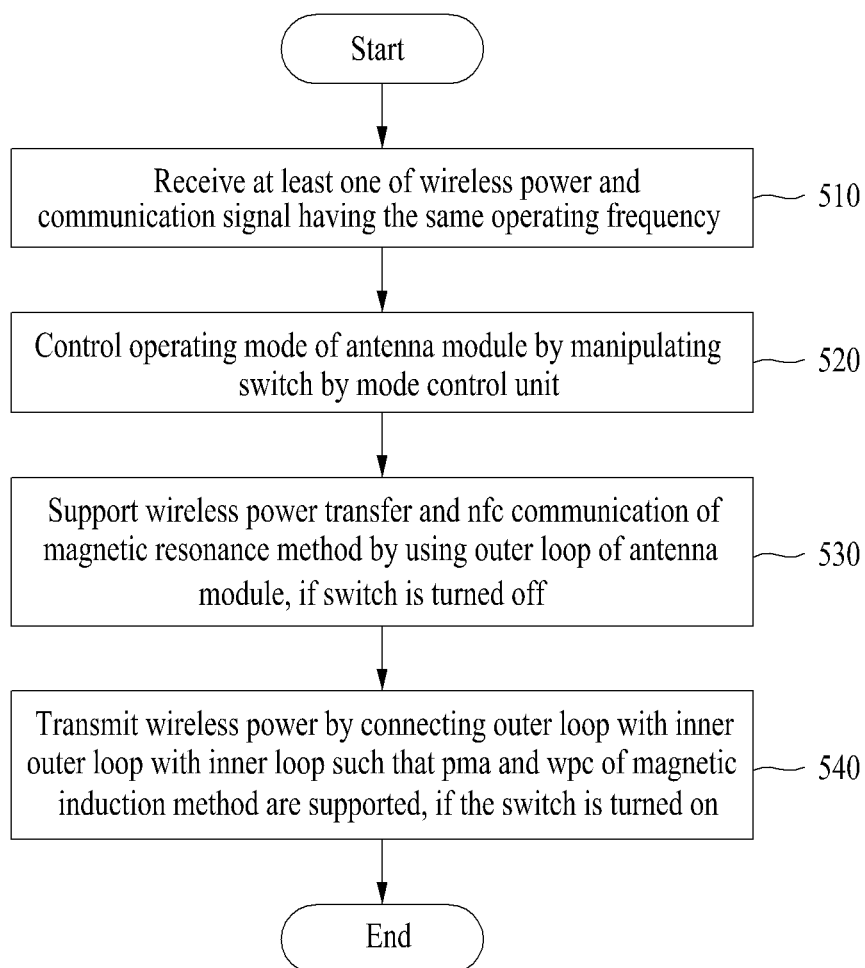 Start
Receive at least one of wireless power and
communication signal having the same operating frequency
510
Control operating mode of antenna module by manipulating
switch by mode control unit
520
Support wireless power transfer and nfc communication of
magnetic resonance method by using outer loop of antenna
module, if switch is turned off
530
Transmit wireless power by connecting outer loop with inner
outer loop with inner loop such that pma and wpc of magnetic
induction method are supported, if the switch is turned on
540
End